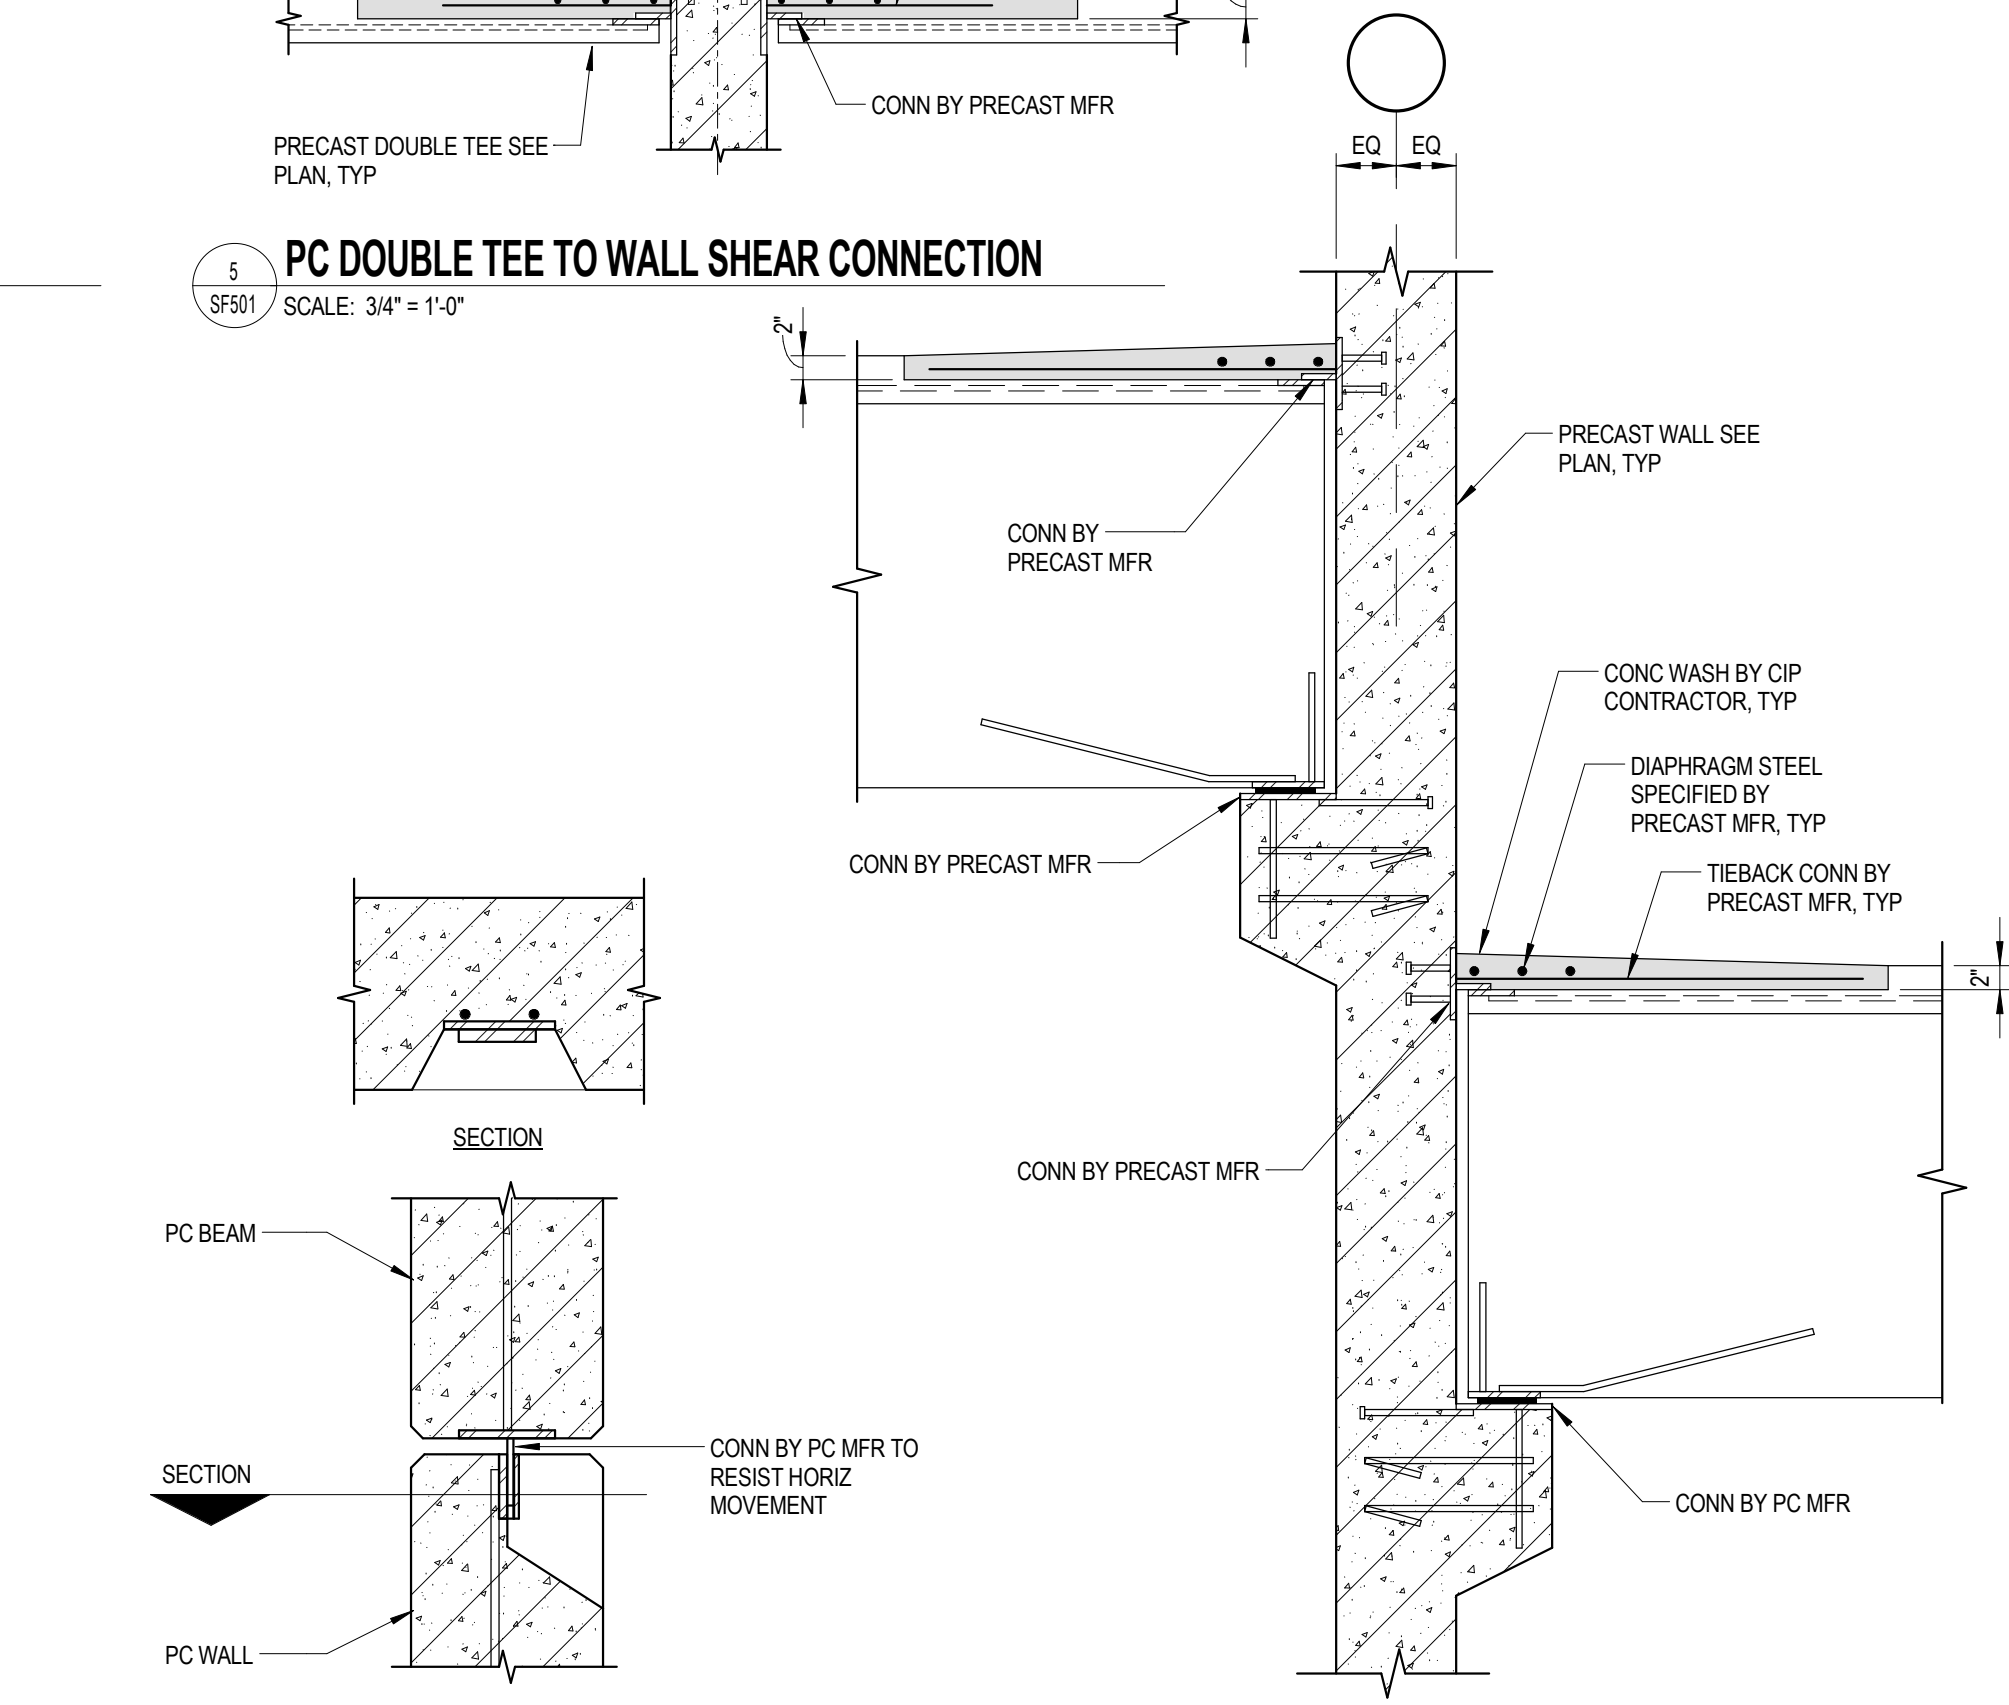 CONN BY PRECAST MFR
PRECAST DOUBLE TEE SEE
PLAN, TYP
EQ EQ
5
SF501
PC DOUBLE TEE TO WALL SHEAR CONNECTION
SCALE: 3/4" = 1'-0"
2"
PRECAST WALL SEE
PLAN, TYP
CONN BY
PRECAST MFR
CONC WASH BY CIP
CONTRACTOR, TYP
DIAPHRAGM STEEL
SPECIFIED BY
PRECAST MFR, TYP
CONN BY PRECAST MFR
TIEBACK CONN BY
PRECAST MFR, TYP
2"
SECTION
CONN BY PRECAST MFR
PC BEAM
CONN BY PC MFR TO
RESIST HORIZ
MOVEMENT
SECTION
CONN BY PC MFR
PC WALL